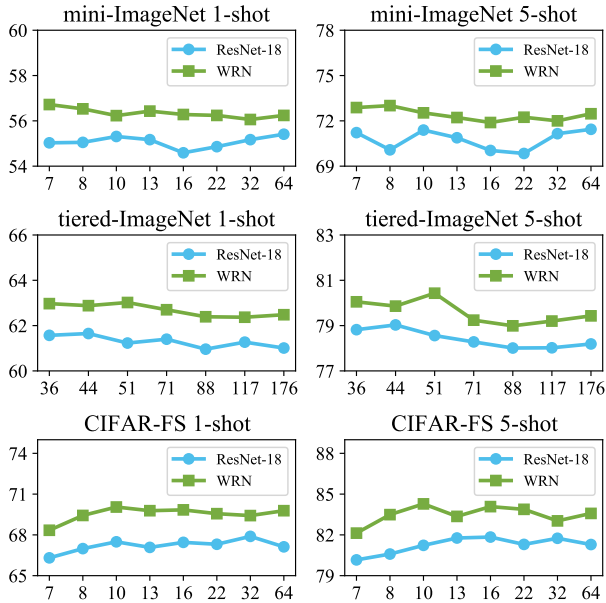 mini-ImageNet 1-shot
60
58
56
54
ResNet-18
WRN
7 8 10 13 16 22 32 64
mini-ImageNet 5-shot
78
75
72
69
ResNet-18
WRN
7 8 10 13 16 22 32 64
tiered-ImageNet 1-shot
66
64
62
60
ResNet-18
WRN
36 44 51 71 88 117 176
tiered-ImageNet 5-shot
83
81
79
77
ResNet-18
WRN
36 44 51 71 88 117 176
CIFAR-FS 1-shot
74
71
68
65
ResNet-18
WRN
7 8 10 13 16 22 32 64
CIFAR-FS 5-shot
88
85
82
79
ResNet-18
WRN
7 8 10 13 16 22 32 64